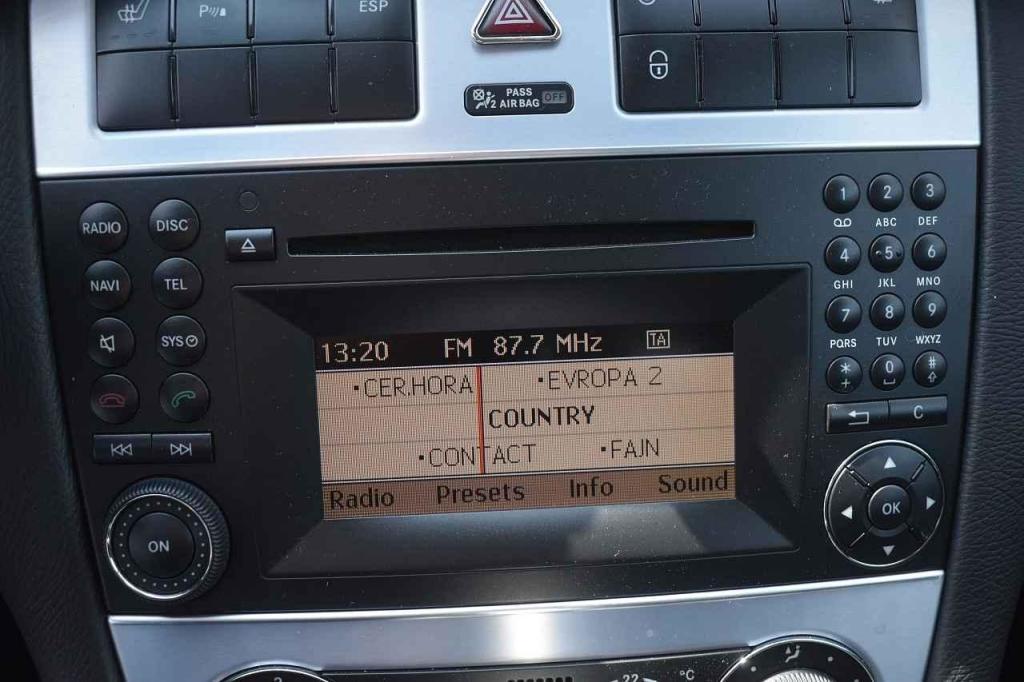 ESP
P
PASS
2 AIR BAG OFF
RADIO DISC
NAVI TEL
SYS
ON
1 2 3
ABC DEF
4 5 6
GHI JKL MNO
7 8 9
PQRS TUV WXYZ
* 0 #
+
C
OK
13:20 FM 87.7 MHz TA
•CER.HORA •EVROPA 2
COUNTRY
•CONTACT •FAJN
Radio Presets Info Sound
22 °C